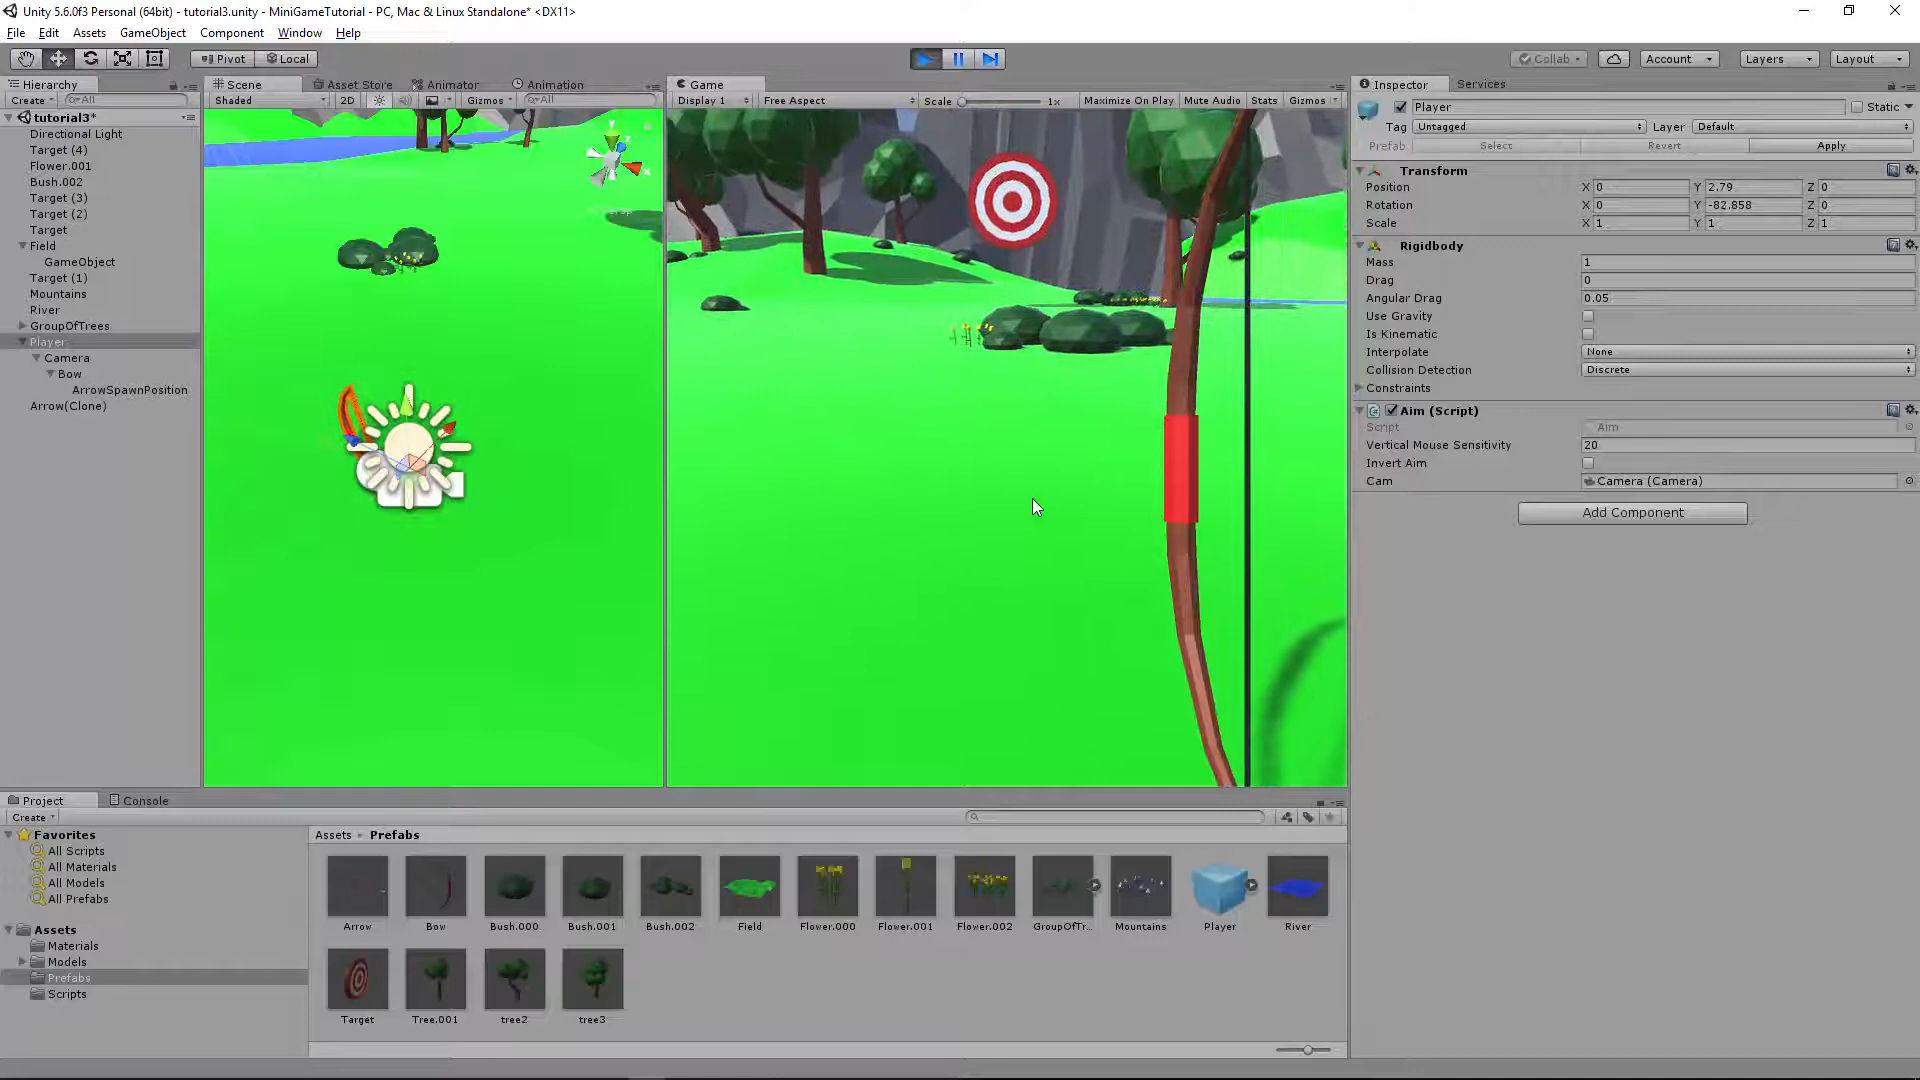 Unity 5.6.0f3 Personal (64bit) - tutorial3.unity - MiniGameTutorial - PC, Mac & Linux Standalone* <DX11>
File Edit Assets GameObject Component Window Help
Pivot Local Collab Account Layers Layout
Hierarchy Scene Asset Store Animator Animation Game Inspector Services
Create All Shaded 2D Gizmos All Display 1 Free Aspect Scale 1x Maximize On Play Mute Audio Stats Gizmos Player Static
tutorial3*
Directional Light
Target (4)
Flower.001
Bush.002
Target (3)
Target (2)
Target
Field
GameObject
Target (1)
Mountains
River
GroupOfTrees
Player
Camera
Bow
ArrowSpawnPosition
Arrow(Clone)
y
x
Tag Untagged Layer Default
Prefab Select Revert Apply
Transform
Position X 0 Y 2.79 Z 0
Rotation X 0 Y -82.858 Z 0
Scale X 1 Y 1 Z 1
Rigidbody
Mass 1
Drag 0
Angular Drag 0.05
Use Gravity
Is Kinematic
Interpolate None
Collision Detection Discrete
Constraints
Aim (Script)
Script Aim
Vertical Mouse Sensitivity 20
Invert Aim
Cam Camera (Camera)
Add Component
Project Console
Create
Favorites
All Scripts
All Materials
All Models
All Prefabs
Assets
Materials
Models
Prefabs
Scripts
Assets Prefabs
Arrow Bow Bush.000 Bush.001 Bush.002 Field Flower.000 Flower.001 Flower.002 GroupOfTr... Mountains Player River
Target Tree.001 tree2 tree3